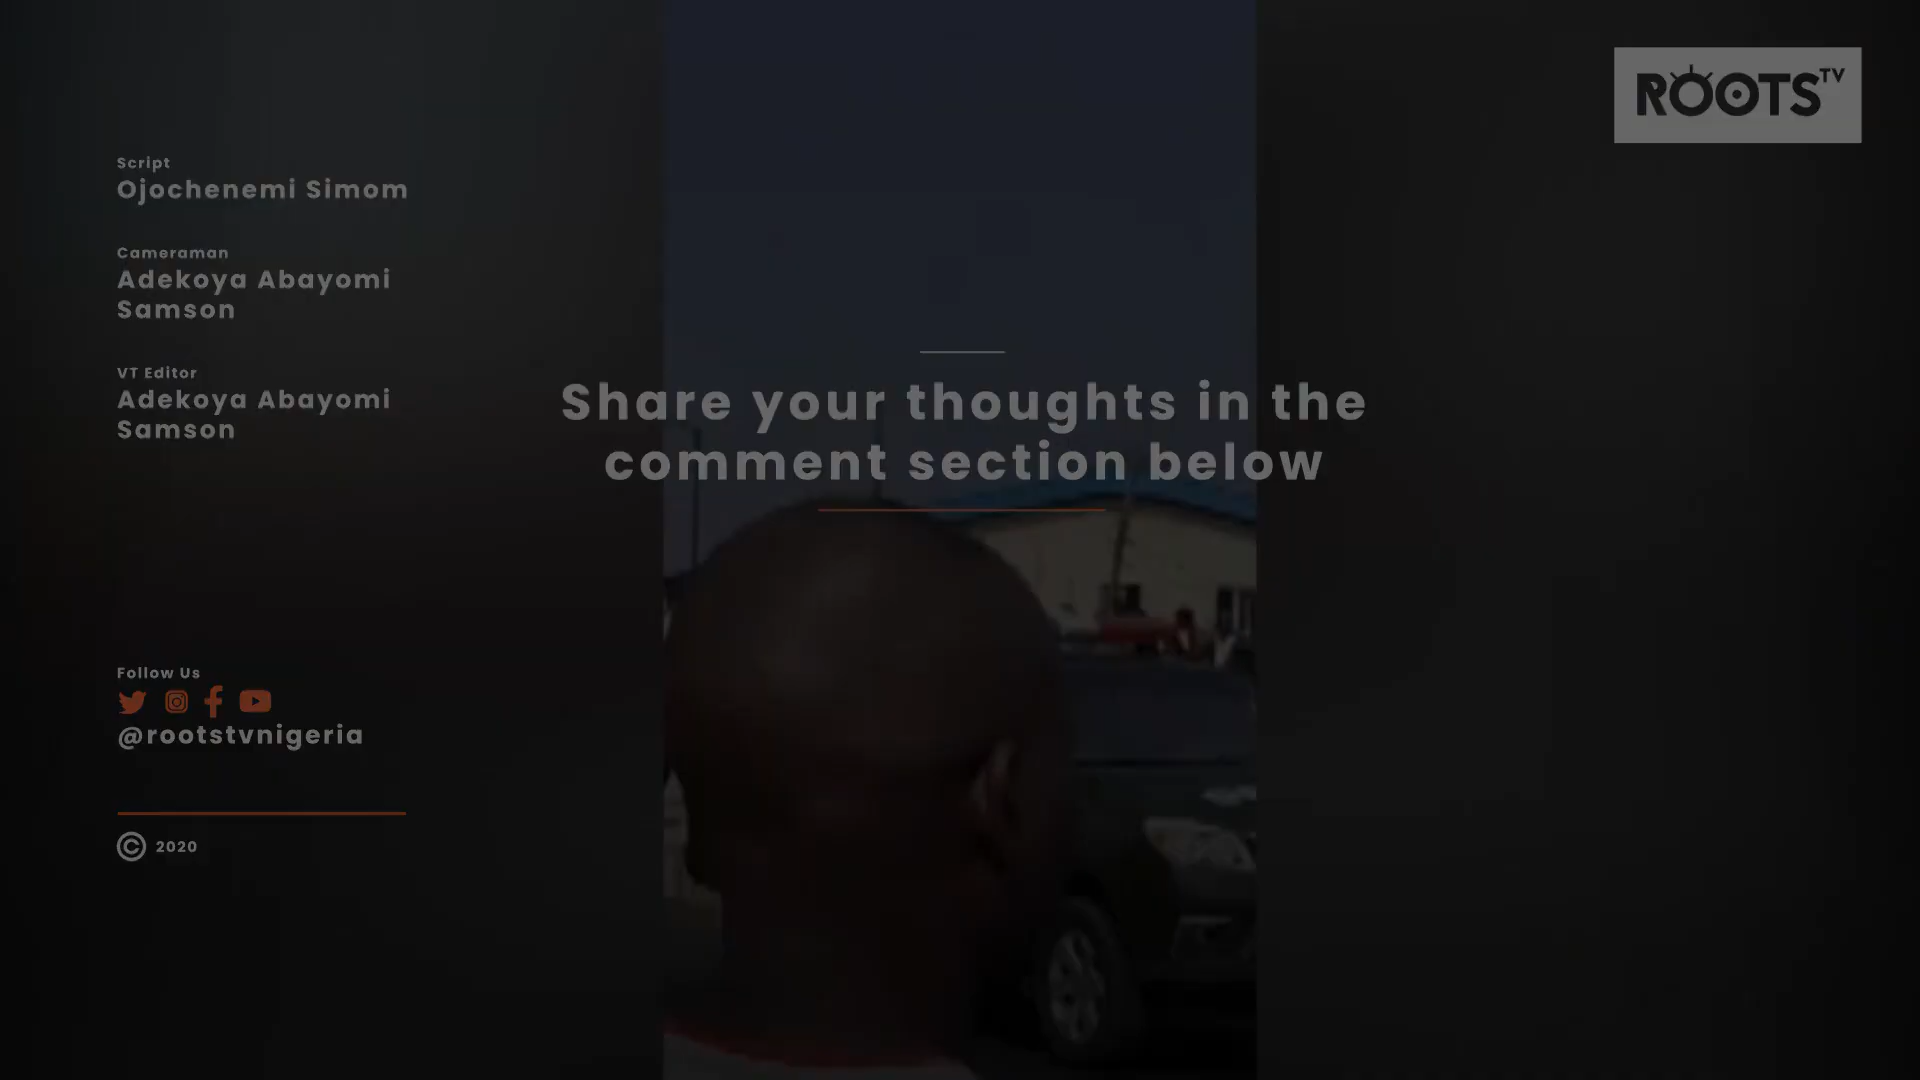 ROOTS TV
Script
Ojochenemi Simom
Cameraman
Adekoya Abayomi
Samson
VT Editor
Adekoya Abayomi
Samson
Share your thoughts in the
comment section below
Follow Us
@rootstvnigeria
© 2020